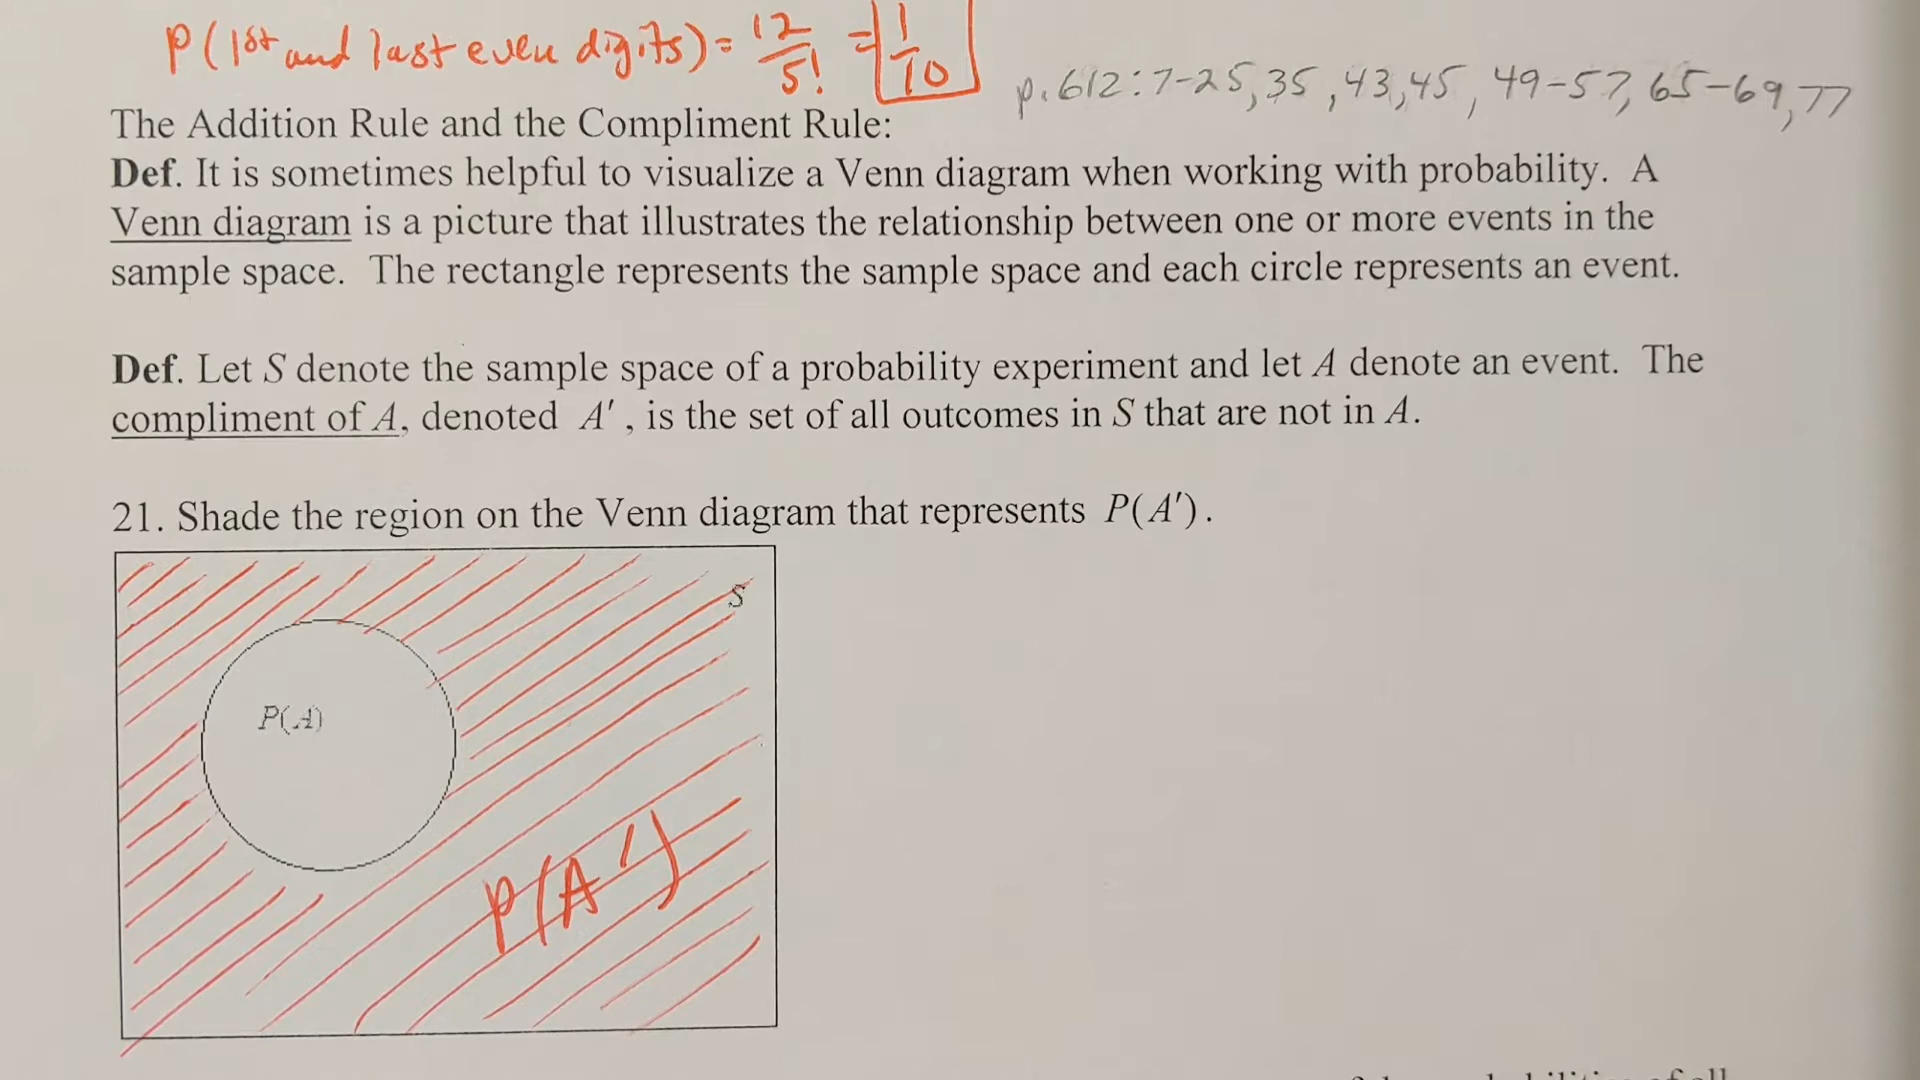 P(1st and last even digits) = 12/5! = 1/10
p. 612: 7-25, 35, 43, 45, 49-57, 65-69, 77
The Addition Rule and the Compliment Rule:
Def. It is sometimes helpful to visualize a Venn diagram when working with probability. A
Venn diagram is a picture that illustrates the relationship between one or more events in the
sample space. The rectangle represents the sample space and each circle represents an event.
Def. Let S denote the sample space of a probability experiment and let A denote an event. The
compliment of A, denoted A′, is the set of all outcomes in S that are not in A.
21. Shade the region on the Venn diagram that represents P(A′).
S
P(A)
P(A')